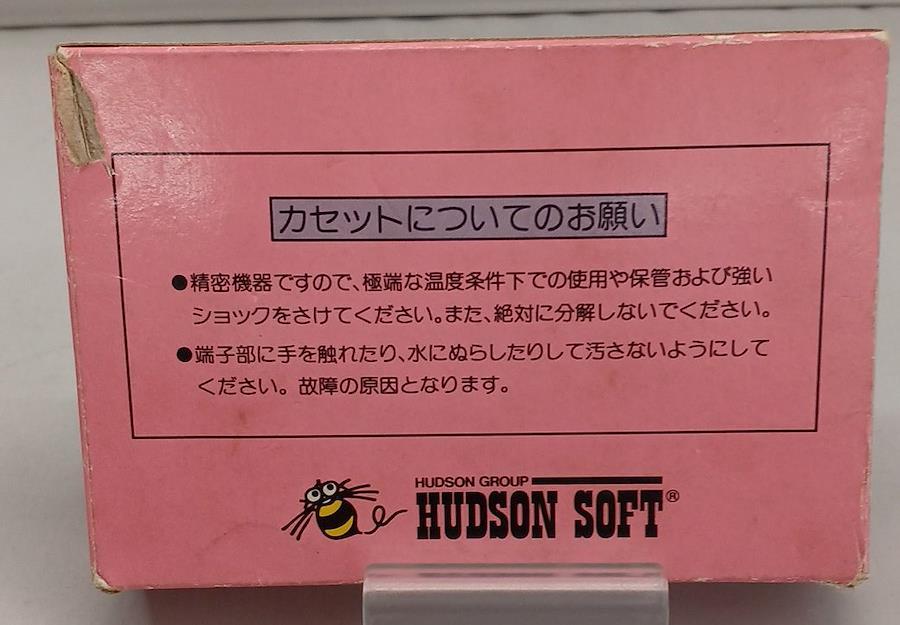 カセットについてのお願い
●精密機器ですので、極端な温度条件下での使用や保管および強い
ショックをさけてください。また、絶対に分解しないでください。
●端子部に手を触れたり、水にぬらしたりして汚さないようにして
ください。故障の原因となります。
HUDSON GROUP
HUDSON SOFT®